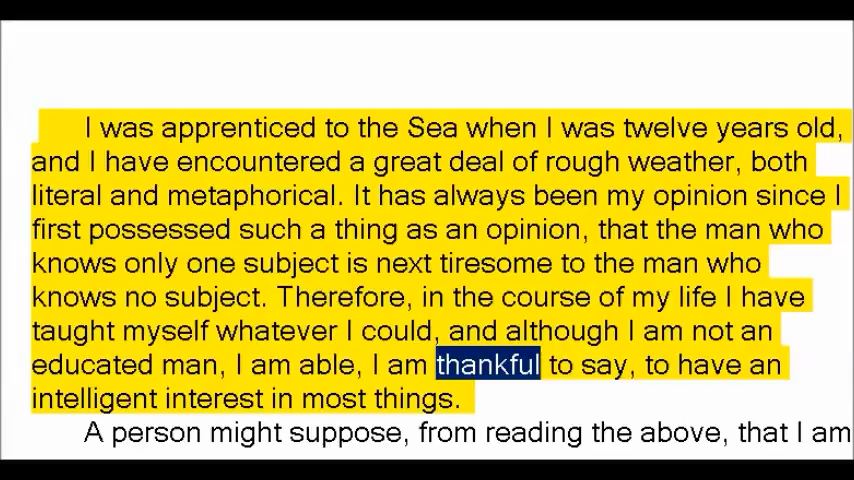 I was apprenticed to the Sea when I was twelve years old,
and I have encountered a great deal of rough weather, both
literal and metaphorical. It has always been my opinion since I
first possessed such a thing as an opinion, that the man who
knows only one subject is next tiresome to the man who
knows no subject. Therefore, in the course of my life I have
taught myself whatever I could, and although I am not an
educated man, I am able, I am thankful to say, to have an
intelligent interest in most things.
A person might suppose, from reading the above, that I am